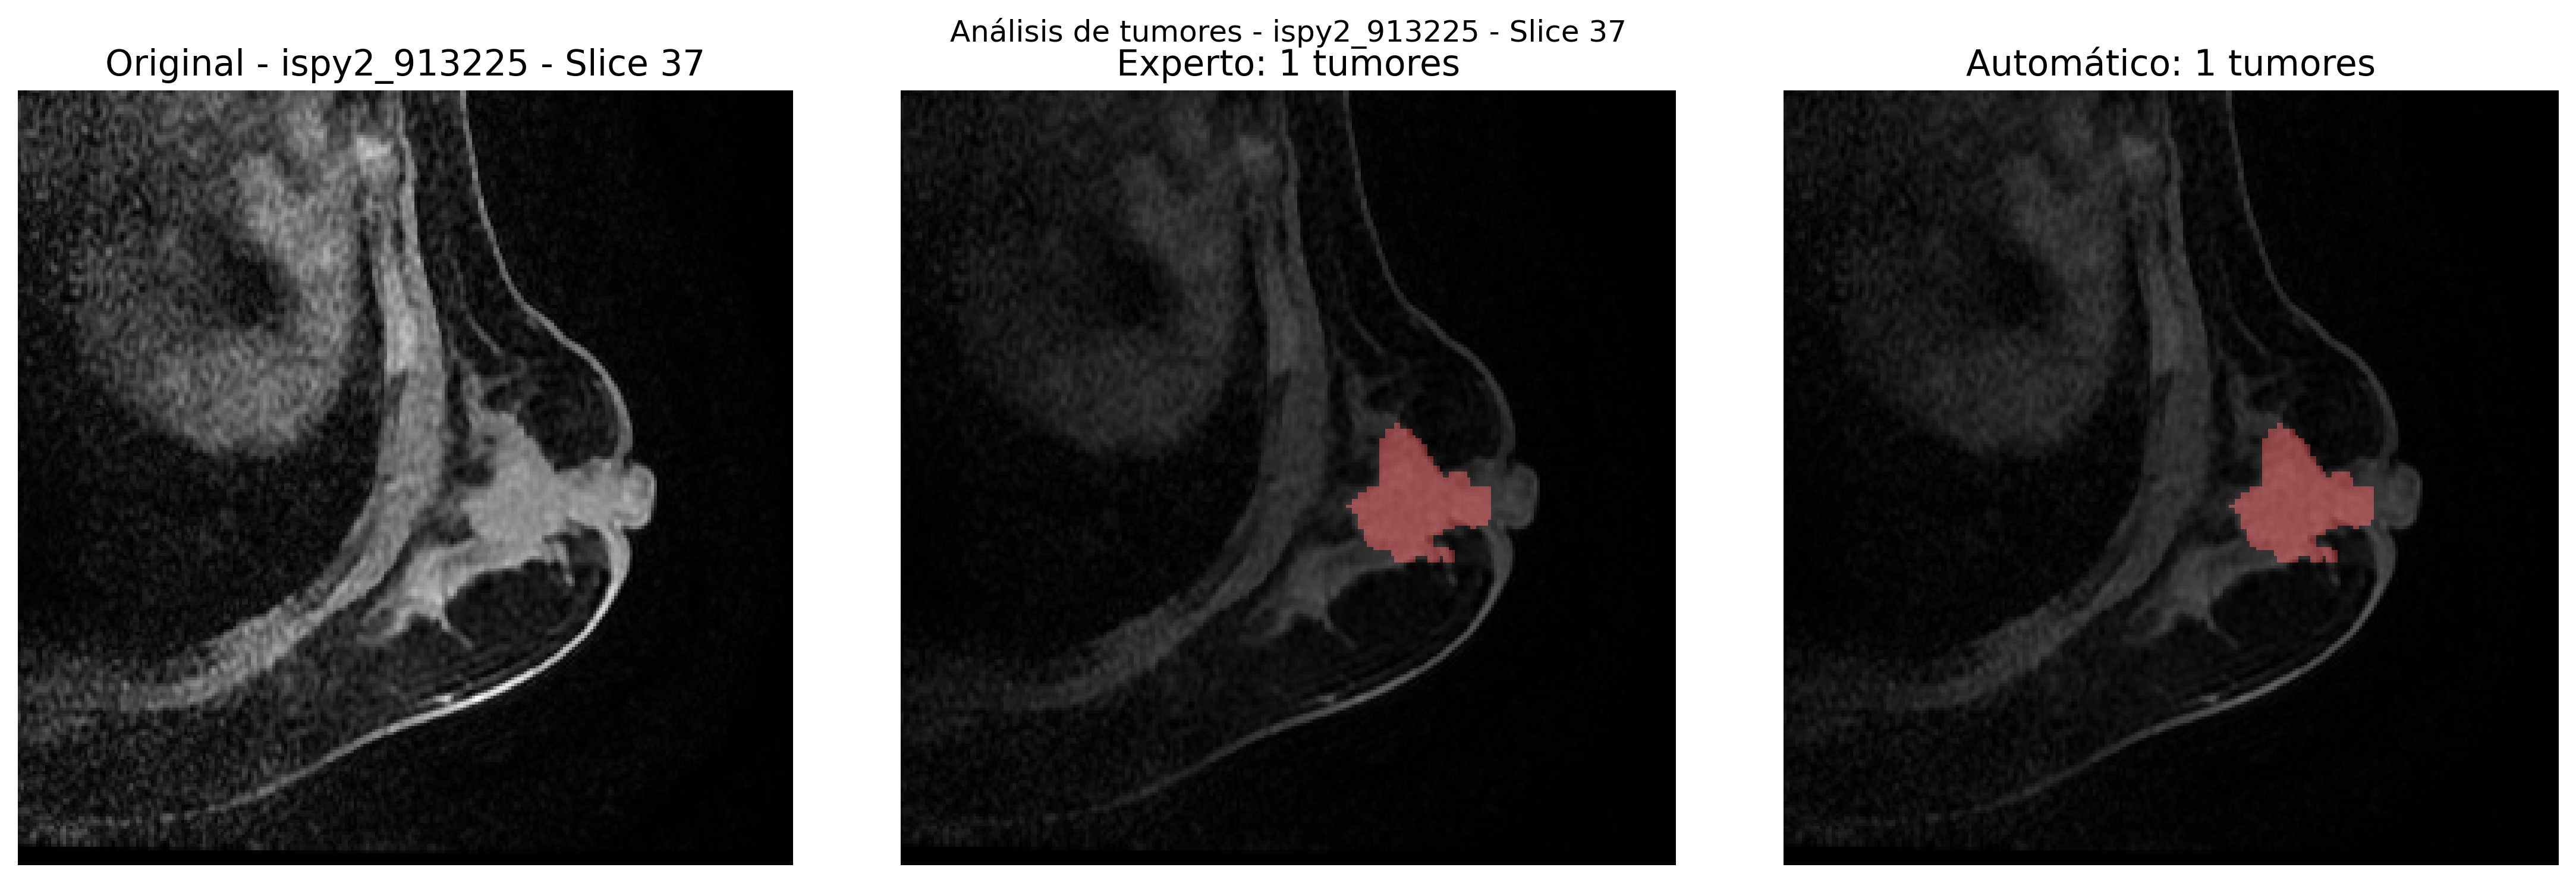 Análisis de tumores - ispy2_913225 - Slice 37
Original - ispy2_913225 - Slice 37
Experto: 1 tumores
Automático: 1 tumores